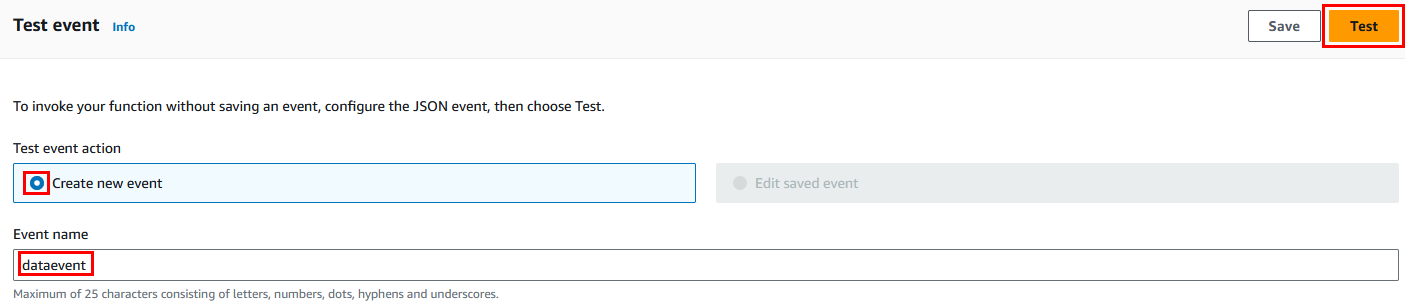 Test event Info Save Test
To invoke your function without saving an event, configure the JSON event, then choose Test.
Test event action
Create new event Edit saved event
Event name
dataevent
Maximum of 25 characters consisting of letters, numbers, dots, hyphens and underscores.